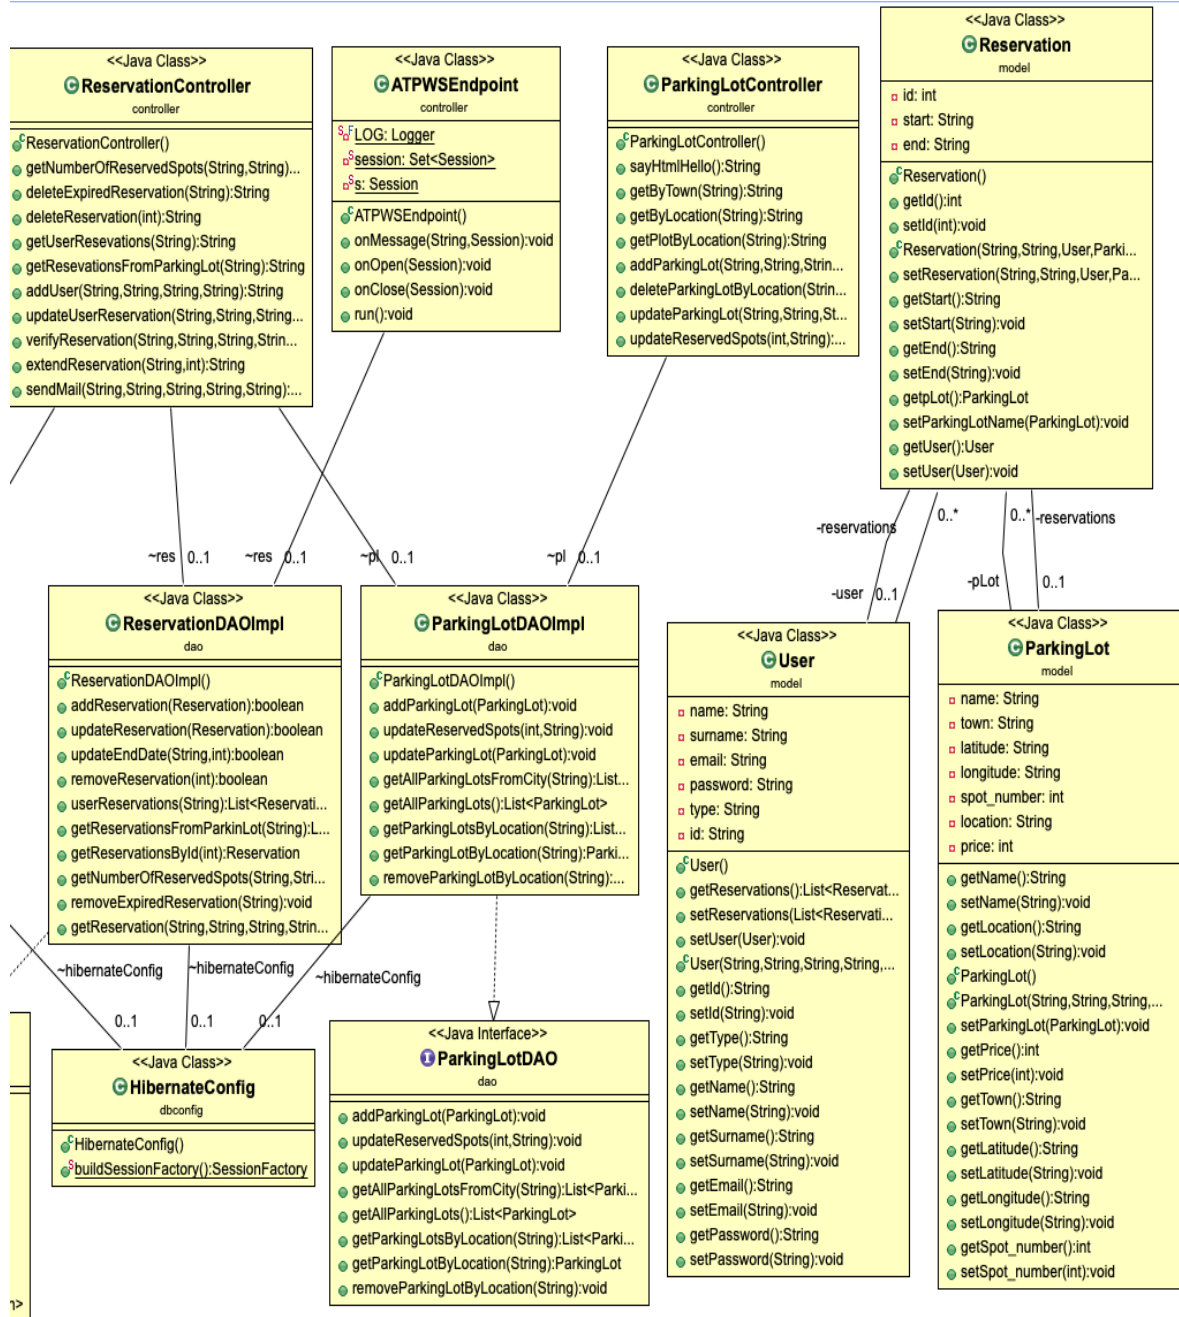 <<Java Class>>
ReservationController
controller
ReservationController()
getNumberOfReservedSpots(String,String)...
deleteExpiredReservation(String):String
deleteReservation(int):String
getUserResevations(String):String
getResevationsFromParkingLot(String):String
addUser(String,String,String,String):String
updateUserReservation(String,String,String...
verifyReservation(String,String,String,Strin...
extendReservation(String,int):String
sendMail(String,String,String,String,String):...
<<Java Class>>
ATPWSEndpoint
controller
LOG: Logger
session: Set<Session>
s: Session
ATPWSEndpoint()
onMessage(String,Session):void
onOpen(Session):void
onClose(Session):void
run():void
<<Java Class>>
ParkingLotController
controller
ParkingLotController()
sayHtmlHello():String
getByTown(String):String
getByLocation(String):String
getPlotByLocation(String):String
addParkingLot(String,String,Strin...
deleteParkingLotByLocation(Strin...
updateParkingLot(String,String,St...
updateReservedSpots(int,String):...
<<Java Class>>
Reservation
model
id: int
start: String
end: String
Reservation()
getId():int
setId(int):void
Reservation(String,String,User,Parki...
setReservation(String,String,User,Pa...
getStart():String
setStart(String):void
getEnd():String
setEnd(String):void
getpLot():ParkingLot
setParkingLotName(ParkingLot):void
getUser():User
setUser(User):void
~res 0..1
~res 0..1
~pl 0..1
~pl 0..1
-reservations
0..*
0..*
-reservations
-user 0..1
-pLot
0..1
<<Java Class>>
ReservationDAOImpl
dao
ReservationDAOImpl()
addReservation(Reservation):boolean
updateReservation(Reservation):boolean
updateEndDate(String,int):boolean
removeReservation(int):boolean
userReservations(String):List<Reservati...
getReservationsFromParkinLot(String):L...
getReservationsById(int):Reservation
getNumberOfReservedSpots(String,Stri...
removeExpiredReservation(String):void
getReservation(String,String,String,Strin...
<<Java Class>>
ParkingLotDAOImpl
dao
ParkingLotDAOImpl()
addParkingLot(ParkingLot):void
updateReservedSpots(int,String):void
updateParkingLot(ParkingLot):void
getAllParkingLotsFromCity(String):List...
getAllParkingLots():List<ParkingLot>
getParkingLotsByLocation(String):List...
getParkingLotByLocation(String):Parki...
removeParkingLotByLocation(String):...
<<Java Class>>
User
model
name: String
surname: String
email: String
password: String
type: String
id: String
User()
getReservations():List<Reservat...
setReservations(List<Reservati...
setUser(User):void
User(String,String,String,String,...
getId():String
setId(String):void
getType():String
setType(String):void
getName():String
setName(String):void
getSurname():String
setSurname(String):void
getEmail():String
setEmail(String):void
getPassword():String
setPassword(String):void
<<Java Class>>
ParkingLot
model
name: String
town: String
latitude: String
longitude: String
spot_number: int
location: String
price: int
getName():String
setName(String):void
getLocation():String
setLocation(String):void
ParkingLot()
ParkingLot(String,String,String,...
setParkingLot(ParkingLot):void
getPrice():int
setPrice(int):void
getTown():String
setTown(String):void
getLatitude():String
setLatitude(String):void
getLongitude():String
setLongitude(String):void
getSpot_number():int
setSpot_number(int):void
~hibernateConfig
~hibernateConfig
~hibernateConfig
0..1
0..1
0..1
<<Java Class>>
HibernateConfig
dbconfig
HibernateConfig()
buildSessionFactory():SessionFactory
<<Java Interface>>
ParkingLotDAO
dao
addParkingLot(ParkingLot):void
updateReservedSpots(int,String):void
updateParkingLot(ParkingLot):void
getAllParkingLotsFromCity(String):List<Parki...
getAllParkingLots():List<ParkingLot>
getParkingLotsByLocation(String):List<Parki...
getParkingLotByLocation(String):ParkingLot
removeParkingLotByLocation(String):void